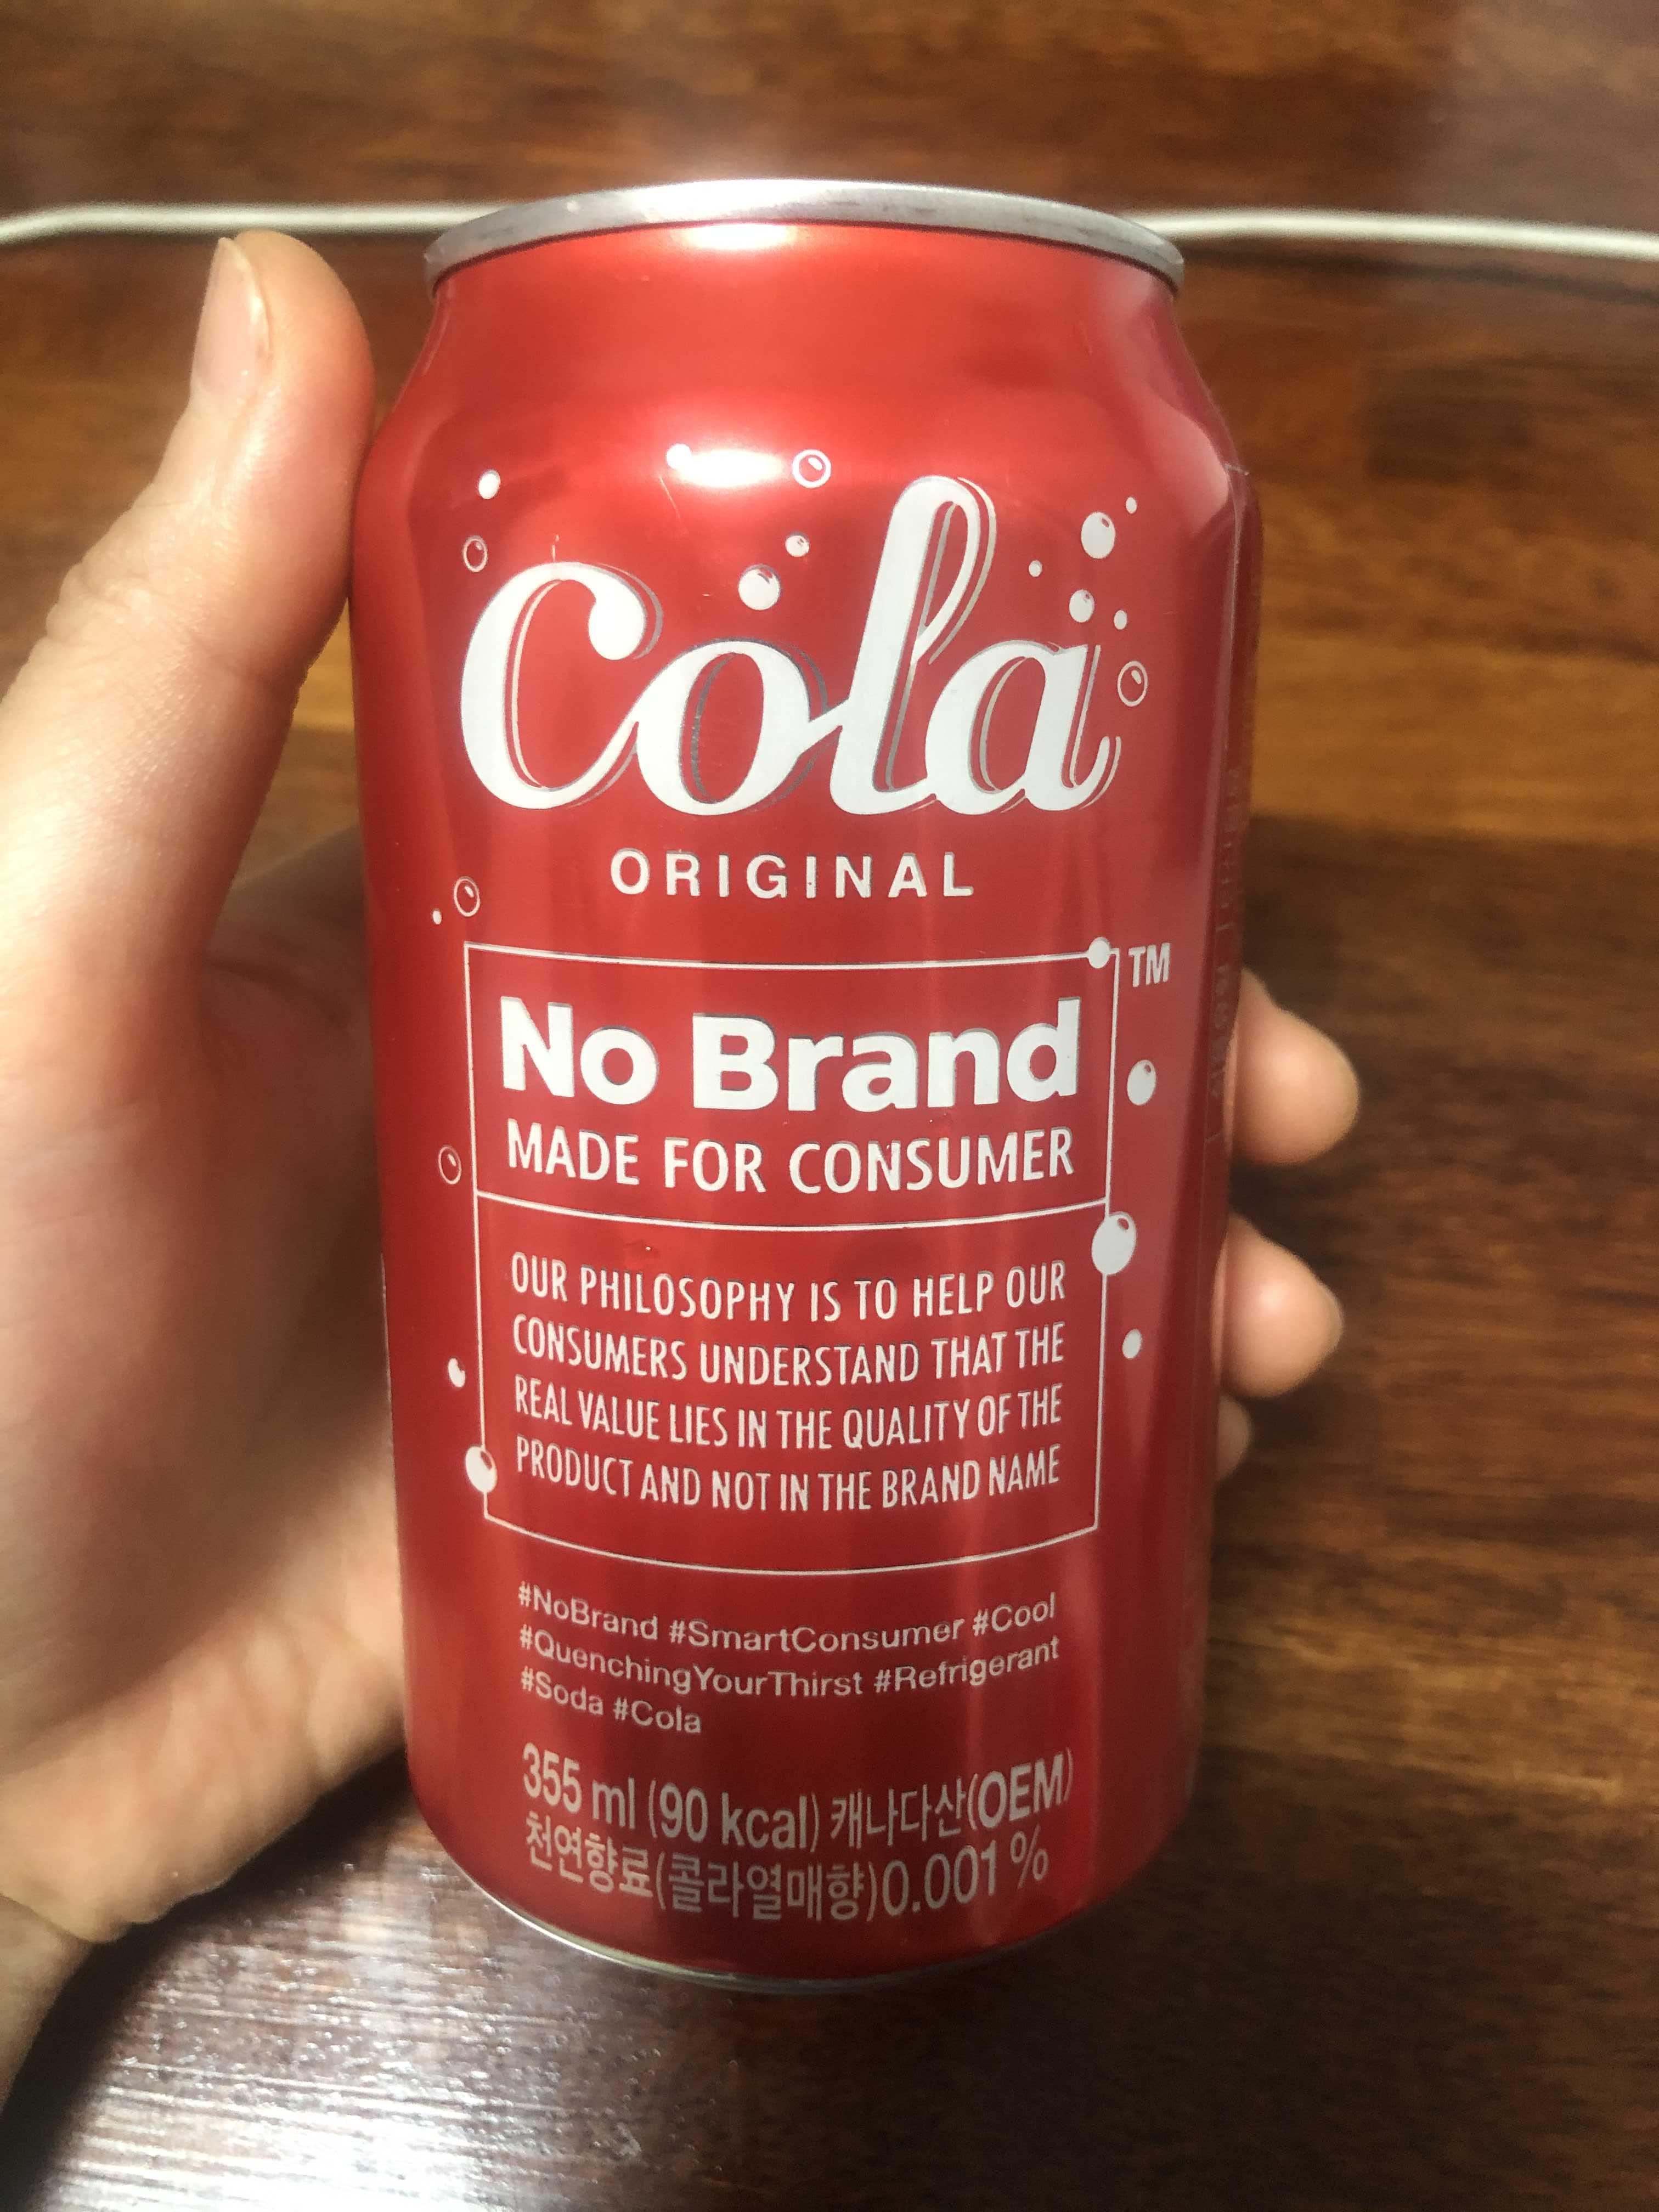 Cola
ORIGINAL
No Brand TM
MADE FOR CONSUMER
OUR PHILOSOPHY IS TO HELP OUR
CONSUMERS UNDERSTAND THAT THE
REAL VALUE LIES IN THE QUALITY OF THE
PRODUCT AND NOT IN THE BRAND NAME
#NoBrand #SmartConsumer #Cool
#QuenchingYourThirst #Refrigerant
#Soda #Cola
355 ml (90 kcal) 캐나다산(OEM)
천연향료(콜라열매향)0.001%